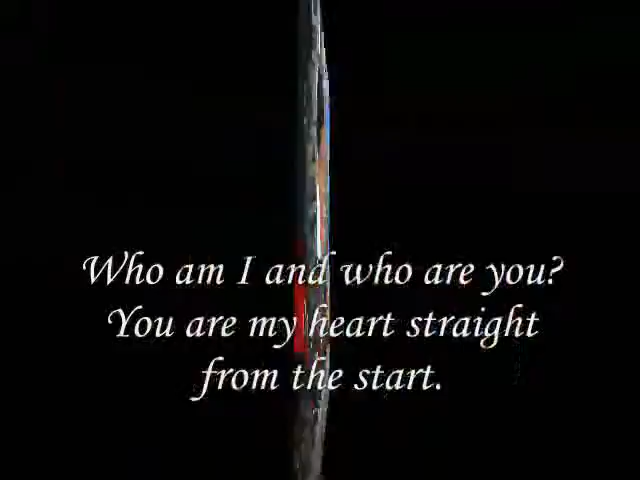 Who am I and who are you?
You are my heart straight
from the start.